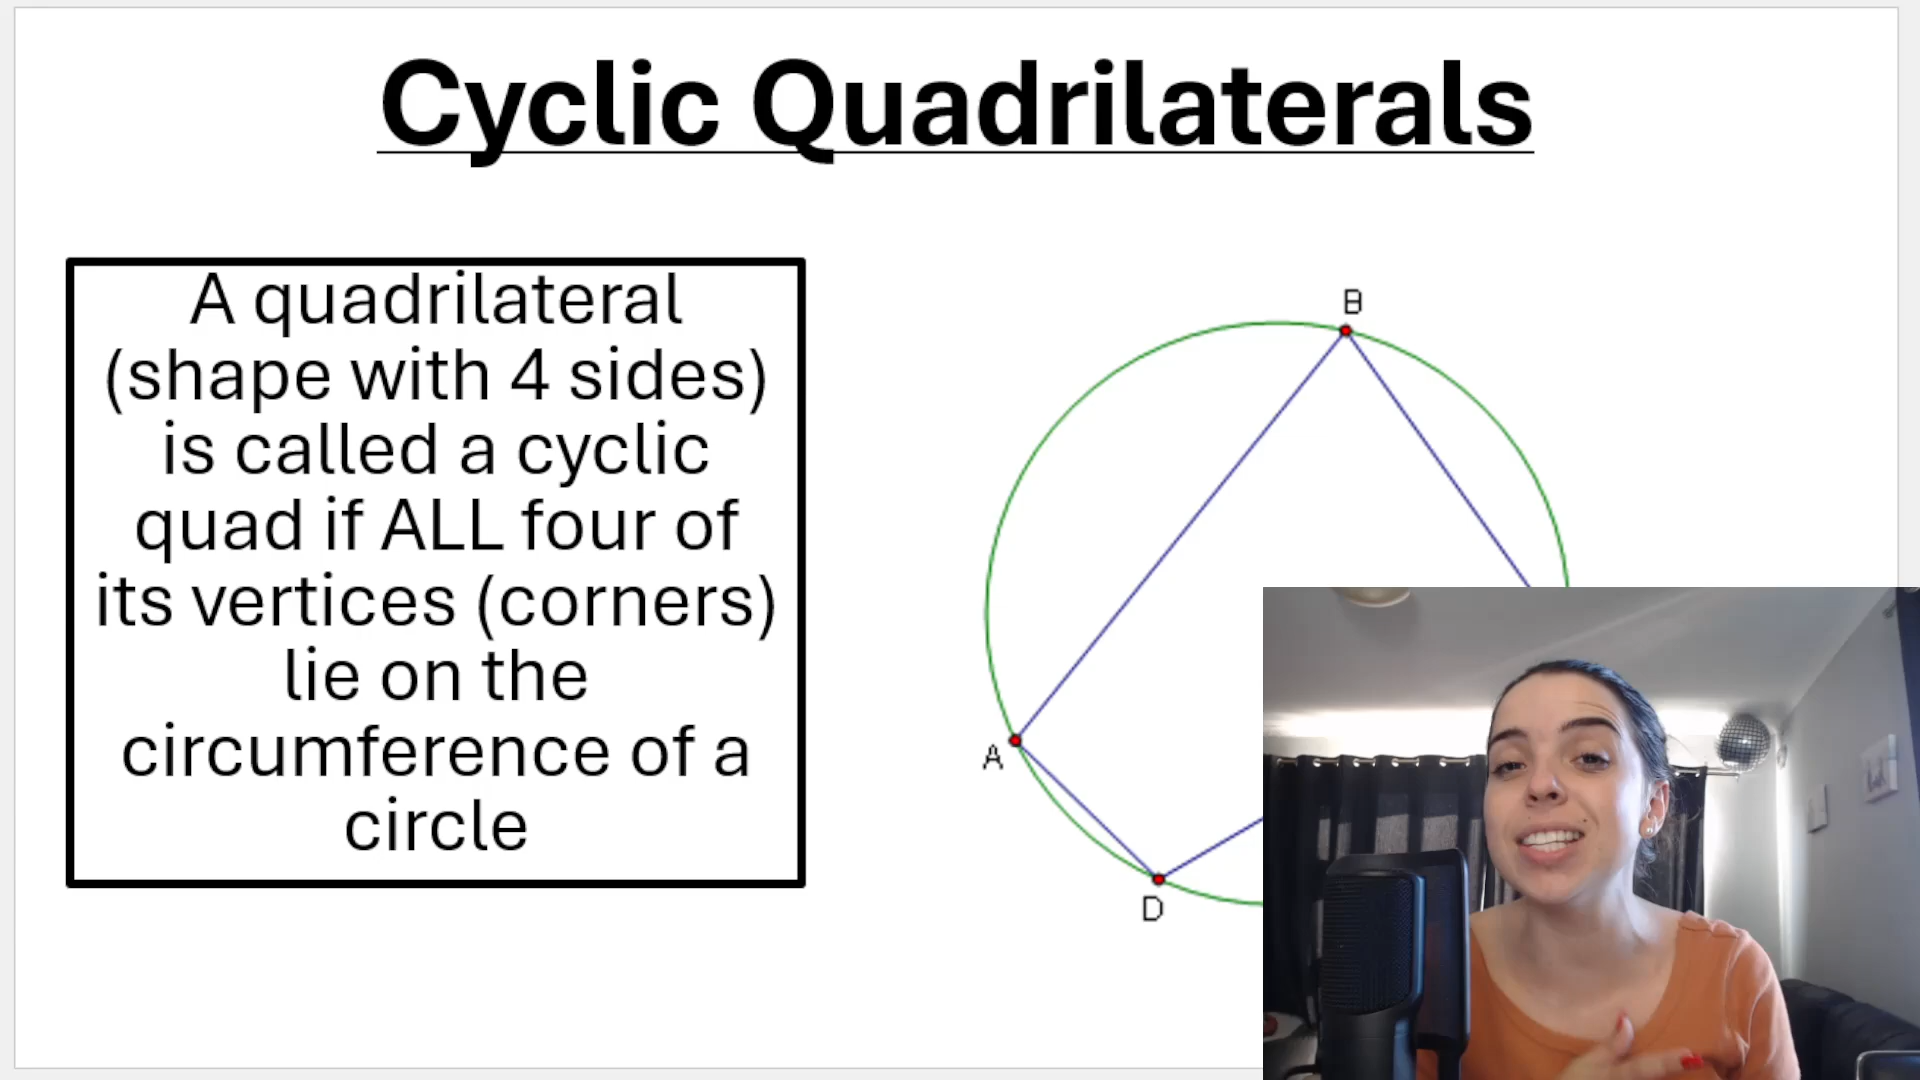 Cyclic Quadrilaterals
A quadrilateral
(shape with 4 sides)
is called a cyclic
quad if ALL four of
its vertices (corners)
lie on the
circumference of a
circle
B
A
D